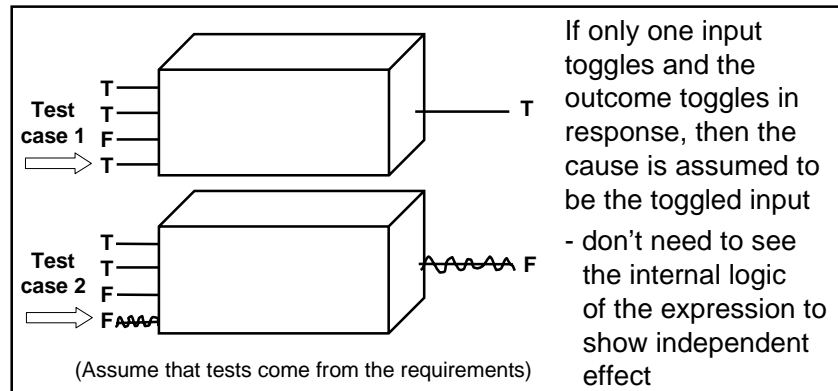 T
T
Test
case 1
F
T
T
T
T
Test
case 2
F
F
F
(Assume that tests come from the requirements)
If only one input
toggles and the
outcome toggles in
response, then the
cause is assumed to
be the toggled input
- don’t need to see
the internal logic
of the expression to
show independent
effect